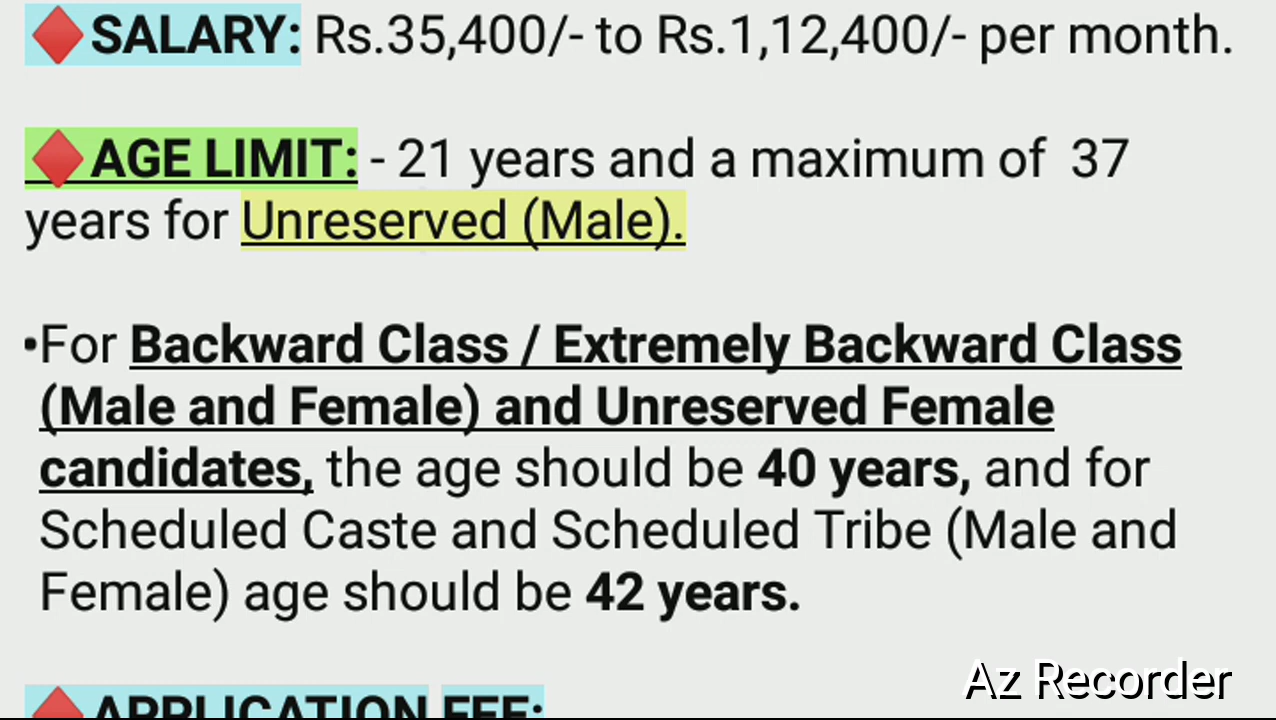 ♦SALARY: Rs.35,400/- to Rs.1,12,400/- per month.
♦AGE LIMIT: - 21 years and a maximum of 37
years for Unreserved (Male).
•For Backward Class / Extremely Backward Class
(Male and Female) and Unreserved Female
candidates, the age should be 40 years, and for
Scheduled Caste and Scheduled Tribe (Male and
Female) age should be 42 years.
♦APPLICATION FEE:
Az Recorder